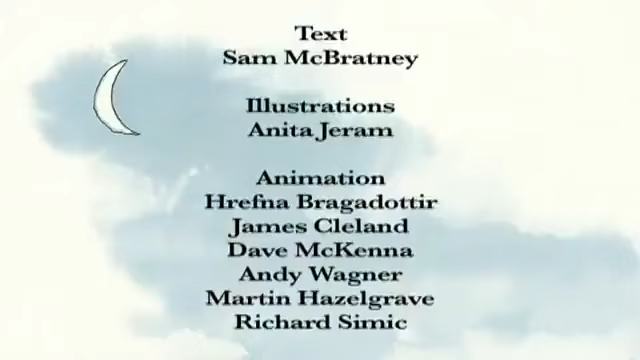 Text
Sam McBratney
Illustrations
Anita Jeram
Animation
Hrefna Bragadottir
James Cleland
Dave McKenna
Andy Wagner
Martin Hazelgrave
Richard Simic